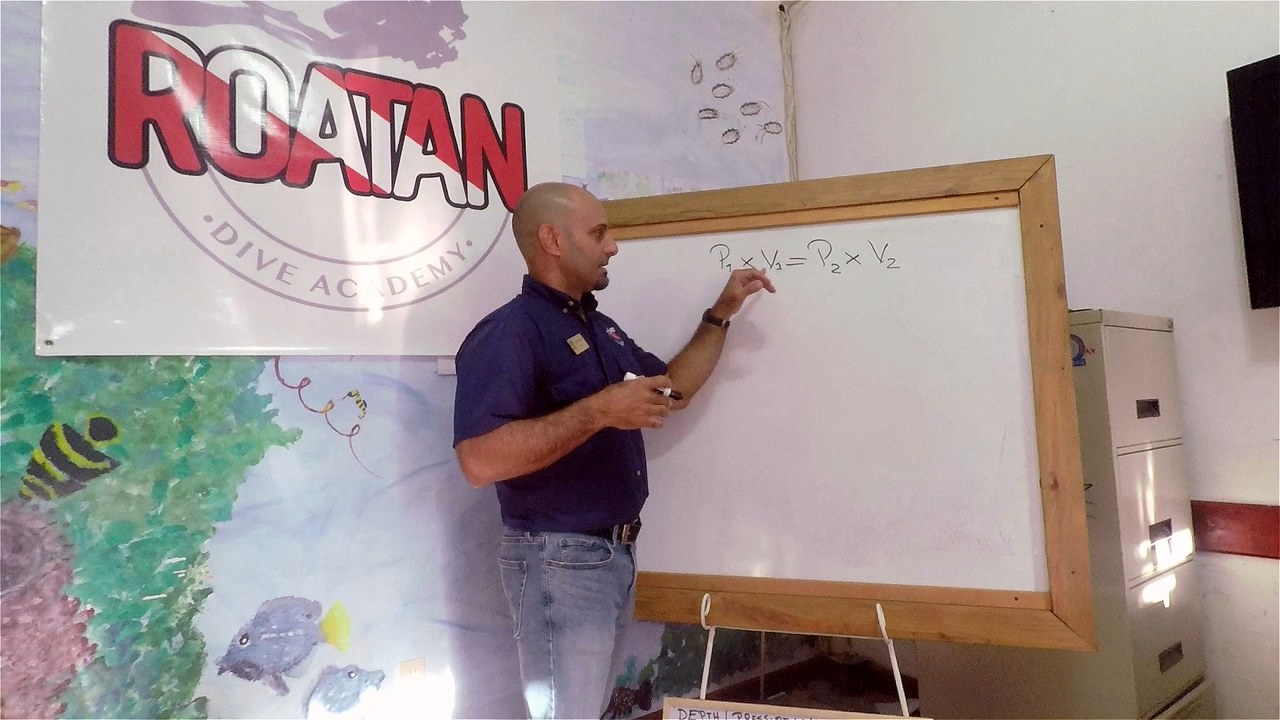 ROATAN
• DIVE ACADEMY •
P₁ x V₁ = P₂ x V₂
DEPTH | PRESSURE |